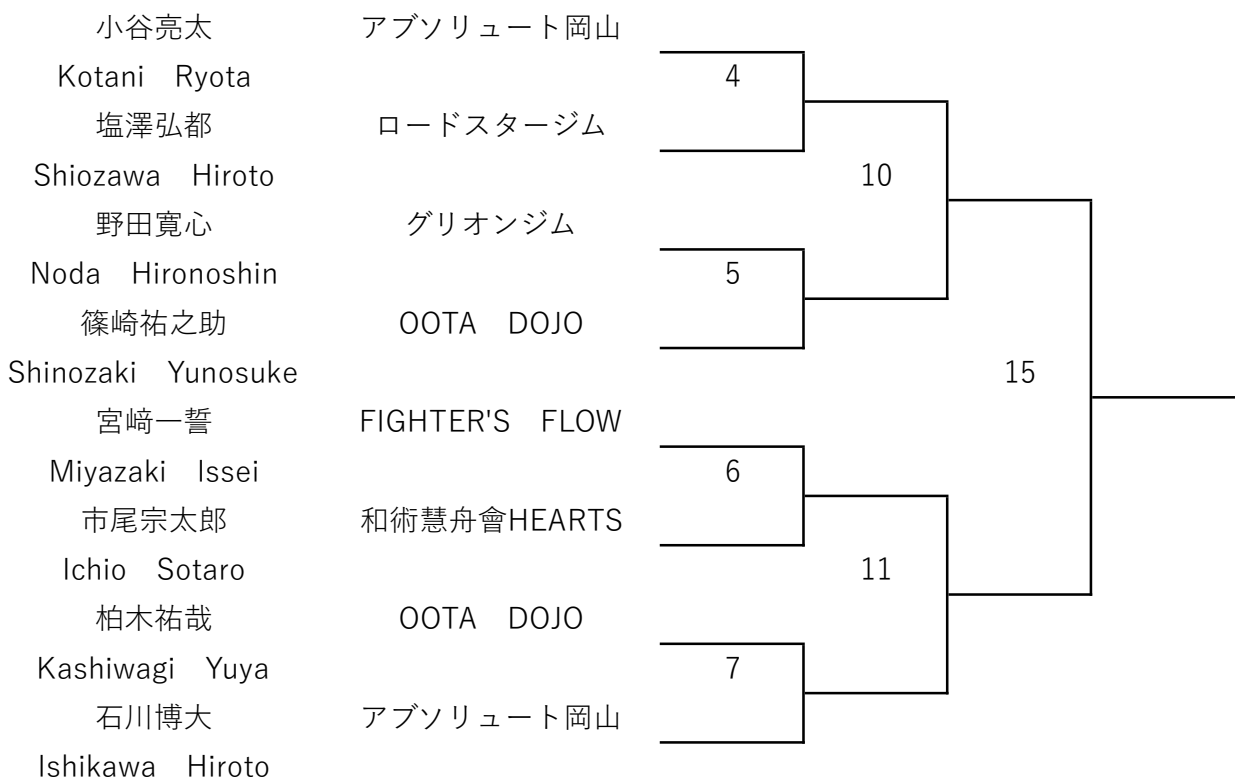 小谷亮太　アブソリュート岡山
Kotani　Ryota　4
塩澤弘都　ロードスタージム
Shiozawa　Hiroto　10
野田寛心　グリオンジム
Noda　Hironoshin　5
篠崎祐之助　OOTA　DOJO
Shinozaki　Yunosuke　15
宮﨑一誓　FIGHTER'S　FLOW
Miyazaki　Issei　6
市尾宗太郎　和術慧舟會HEARTS
Ichio　Sotaro　11
柏木祐哉　OOTA　DOJO
Kashiwagi　Yuya　7
石川博大　アブソリュート岡山
Ishikawa　Hiroto